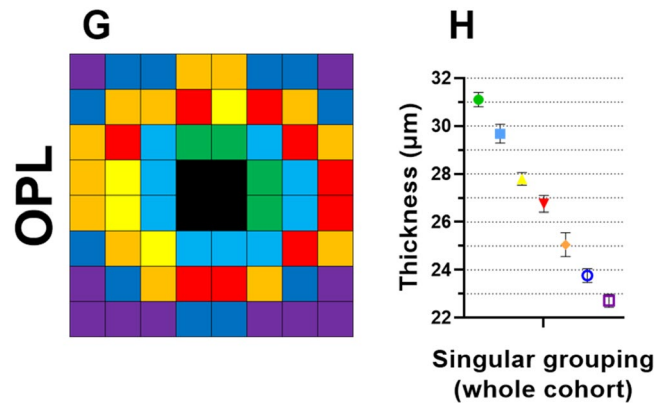 G
H
OPL
Thickness (µm)
32
30
28
26
24
22
Singular grouping
(whole cohort)